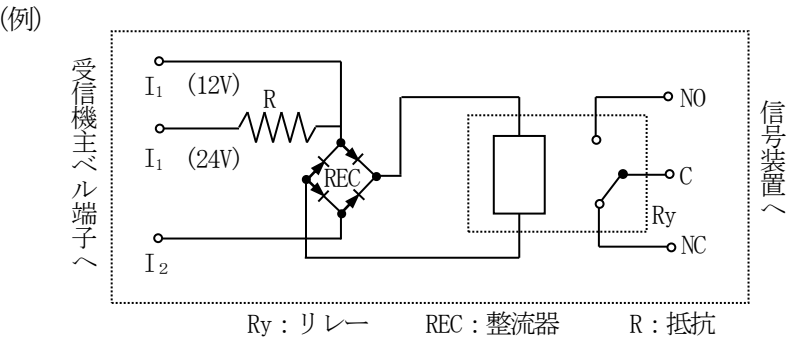 (例)
受信機主ベル端子へ
I₁ (12V)
R
I₁ (24V)
REC
I₂
NO
C
Ry
NC
信号装置へ
Ry：リレー　REC：整流器　R：抵抗